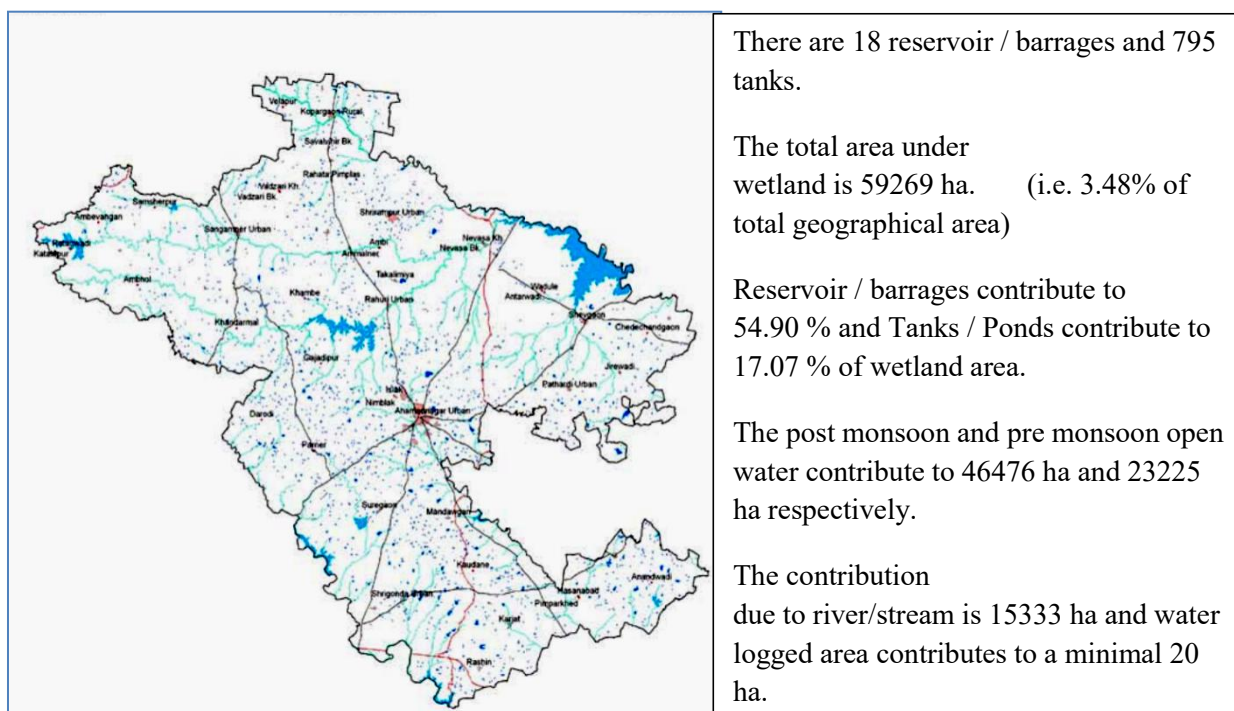 Velapur
Kopargaon Rural
Savalvihir Bk.
Rahata Pimplas
Valdzari Kh.
Vadzari Bk.
Samsherpur
Ambevangan
Shrirampur Urban
Sangamner Urban
Ratanwadi
Katalapur
Ambi
Ammalner
Nevasa Kh
Nevasa Bk.
Takalimiya
Ambhol
Khambe
Rahuri Urban
Wadule
Antarwadi
Shevgaon
Chedechandgaon
Khandarmal
Gajadipur
Jirewadi
Pathardi Urban
Islak
Nimblak
Darodi
Ahamadnagar Urban
Parner
Suregaon
Mandavgan
Kaudane
Hasanabad
Anandwadi
Shrigonda Urban
Pimparkhed
Karjat
Rashin
There are 18 reservoir / barrages and 795
tanks.
The total area under
wetland is 59269 ha. (i.e. 3.48% of
total geographical area)
Reservoir / barrages contribute to
54.90 % and Tanks / Ponds contribute to
17.07 % of wetland area.
The post monsoon and pre monsoon open
water contribute to 46476 ha and 23225
ha respectively.
The contribution
due to river/stream is 15333 ha and water
logged area contributes to a minimal 20
ha.